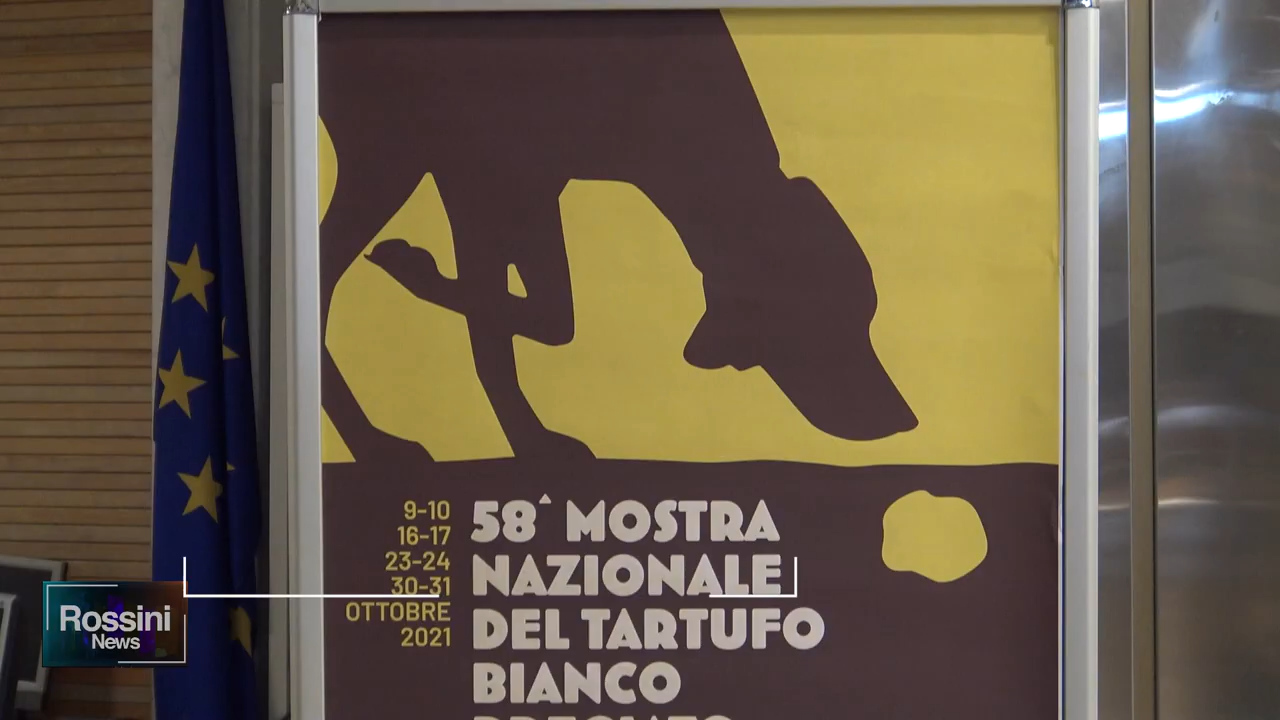 9-10
16-17
23-24
30-31
OTTOBRE
2021
58^ MOSTRA
NAZIONALE
DEL TARTUFO
BIANCO
Rossini
News